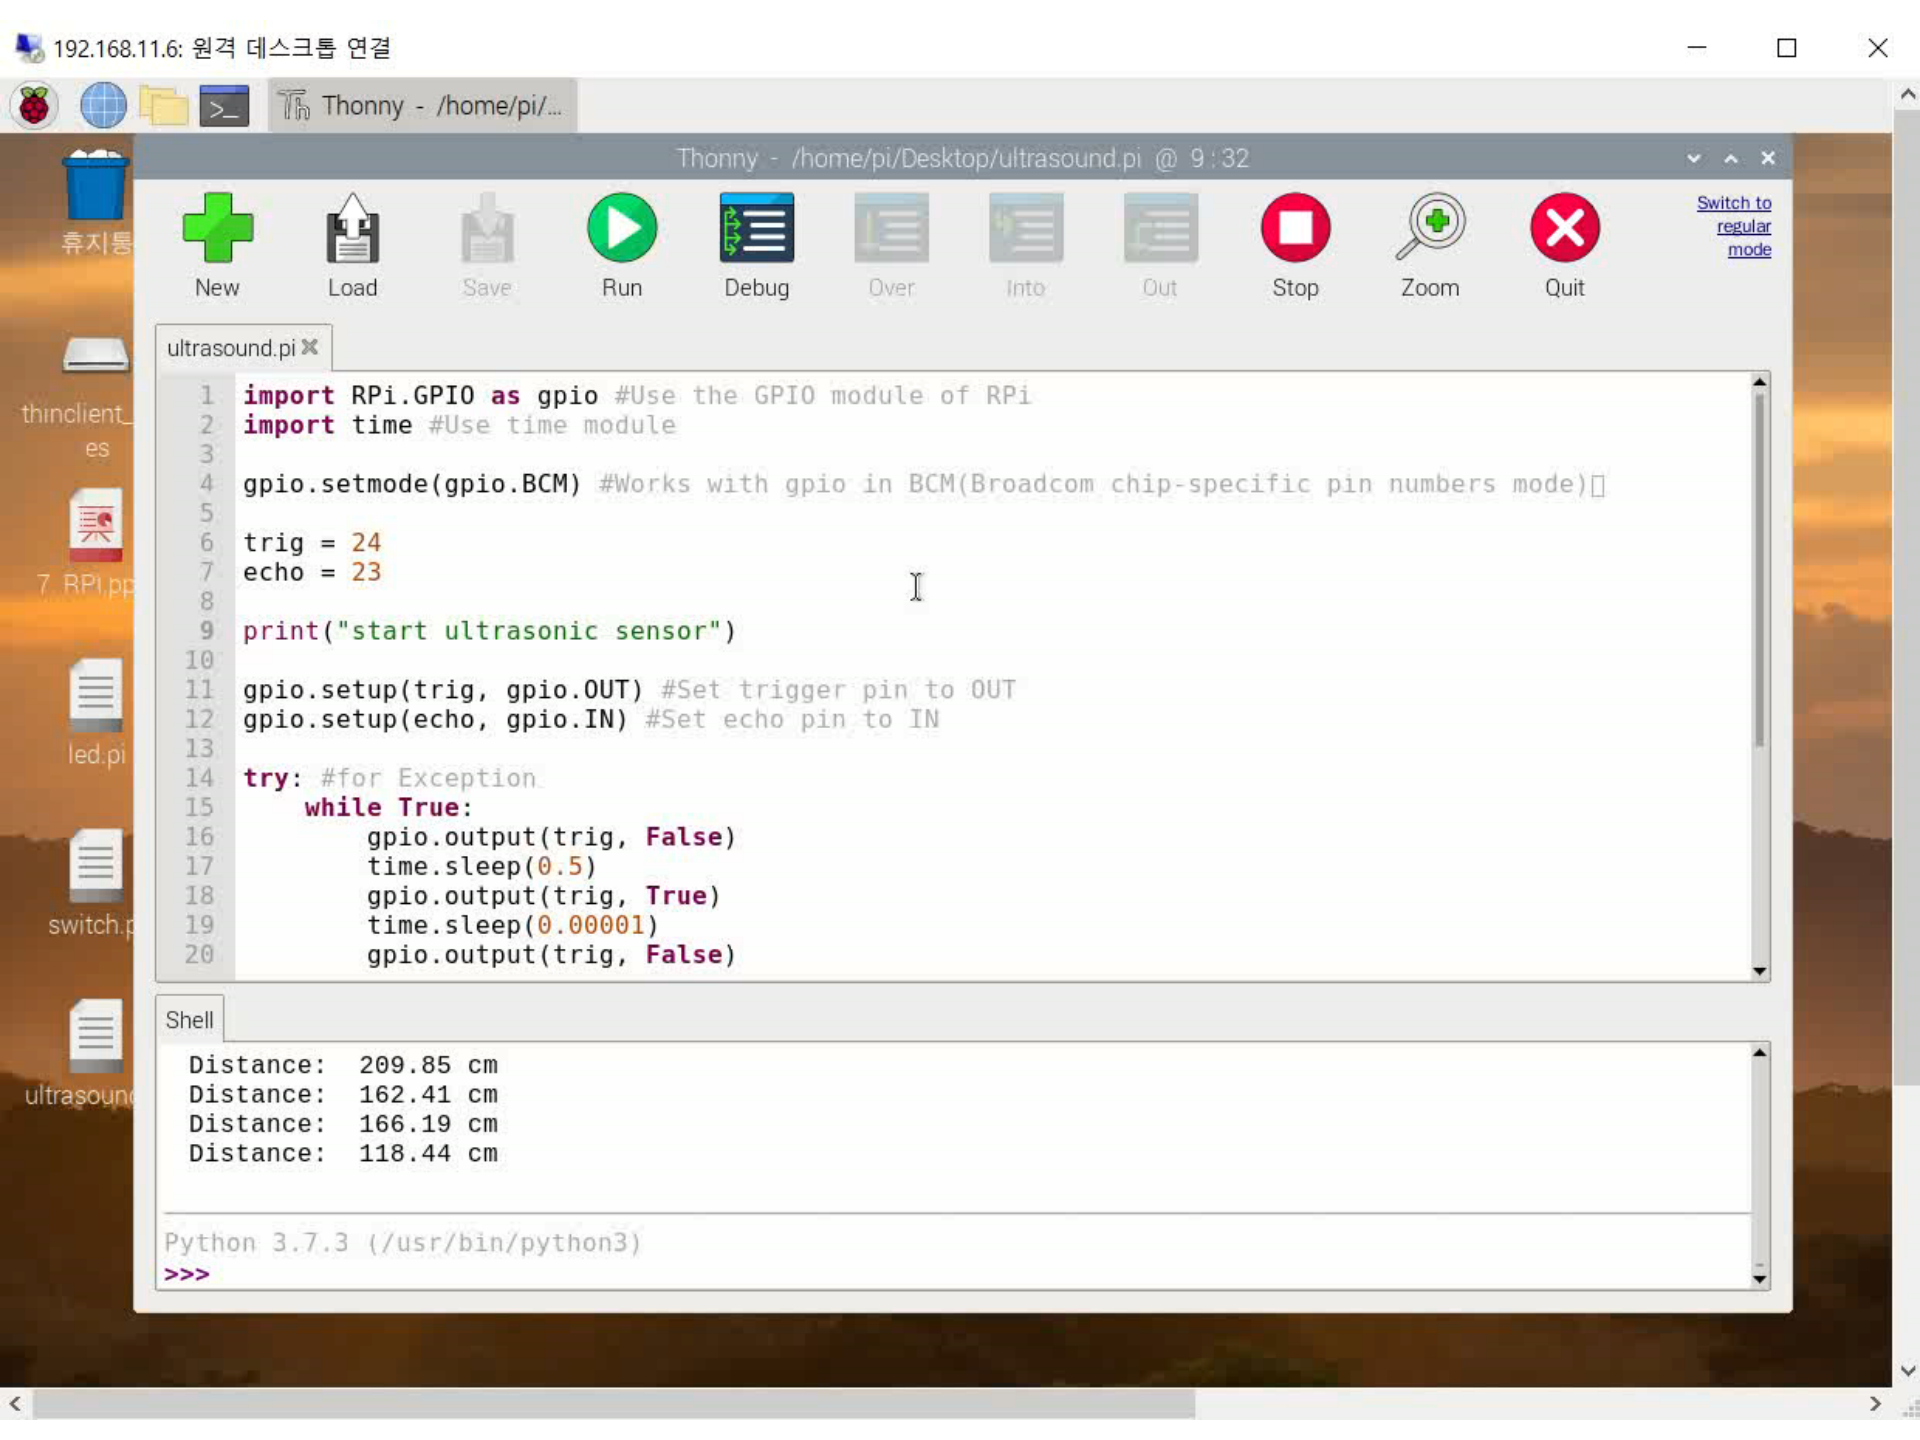 192.168.11.6: 원격 데스크톱 연결
Thonny - /home/pi/...
Thonny - /home/pi/Desktop/ultrasound.pi @ 9:32
New
Load
Save
Run
Debug
Over
Into
Out
Stop
Zoom
Quit
Switch to
regular
mode
휴지통
thinclient_
es
7_RPi.pp
led.pi
switch.p
ultrasound
ultrasound.pi
1 import RPi.GPIO as gpio #Use the GPIO module of RPi
2 import time #Use time module
3
4 gpio.setmode(gpio.BCM) #Works with gpio in BCM(Broadcom chip-specific pin numbers mode)
5
6 trig = 24
7 echo = 23
8
9 print("start ultrasonic sensor")
10
11 gpio.setup(trig, gpio.OUT) #Set trigger pin to OUT
12 gpio.setup(echo, gpio.IN) #Set echo pin to IN
13
14 try: #for Exception
15 while True:
16 gpio.output(trig, False)
17 time.sleep(0.5)
18 gpio.output(trig, True)
19 time.sleep(0.00001)
20 gpio.output(trig, False)
Shell
Distance: 209.85 cm
Distance: 162.41 cm
Distance: 166.19 cm
Distance: 118.44 cm
Python 3.7.3 (/usr/bin/python3)
>>>